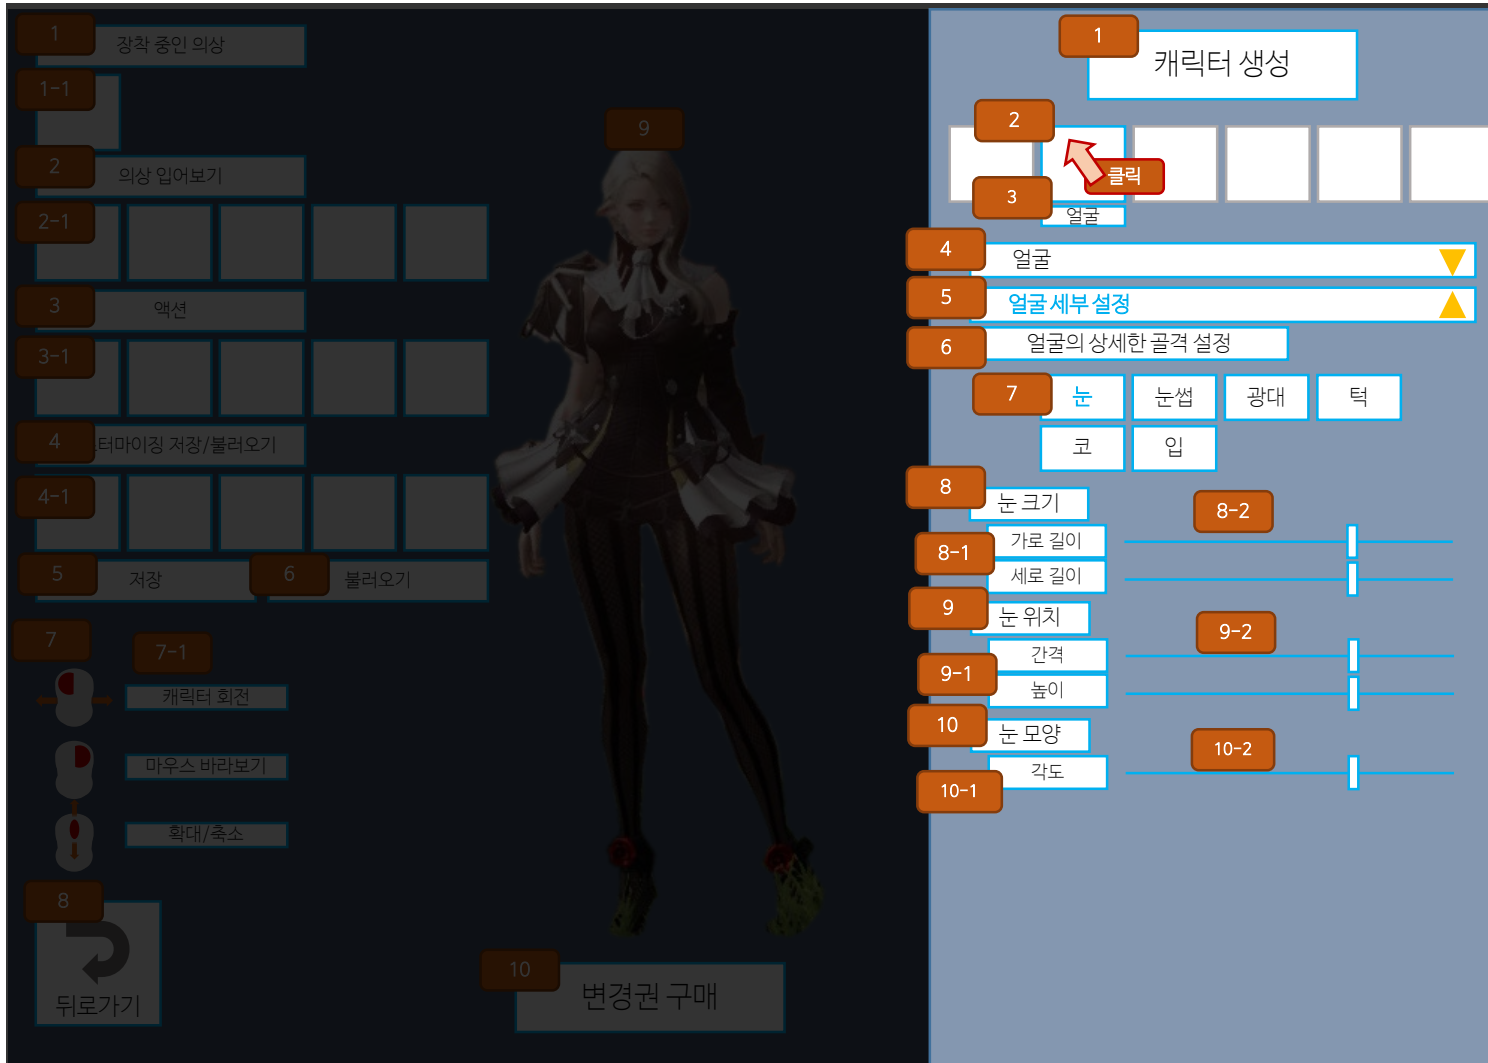 1
장착 중인 의상
1-1
2
의상 입어보기
2-1
3
액션
3-1
4
터마이징 저장/불러오기
4-1
5
저장
6
불러오기
7
7-1
캐릭터 회전
마우스 바라보기
확대/축소
8
뒤로가기
9
10
변경권 구매
1
캐릭터 생성
2
클릭
3
얼굴
4
얼굴
5
얼굴 세부 설정
6
얼굴의 상세한 골격 설정
7
눈
눈썹
광대
턱
코
입
8
눈 크기
8-2
8-1
가로 길이
세로 길이
9
눈 위치
9-2
9-1
간격
높이
10
눈 모양
10-2
10-1
각도